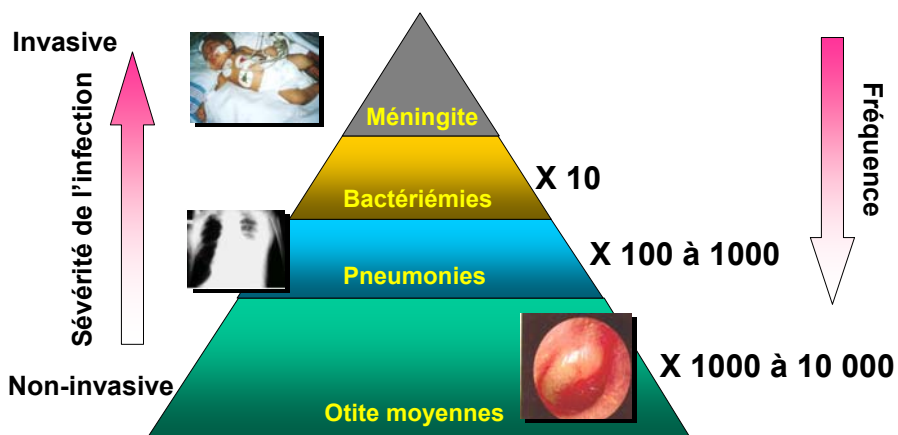 Invasive
Sévérité de l'infection
Non-invasive
Méningite
Bactériémies
X 10
Pneumonies
X 100 à 1000
Otite moyennes
X 1000 à 10 000
Fréquence